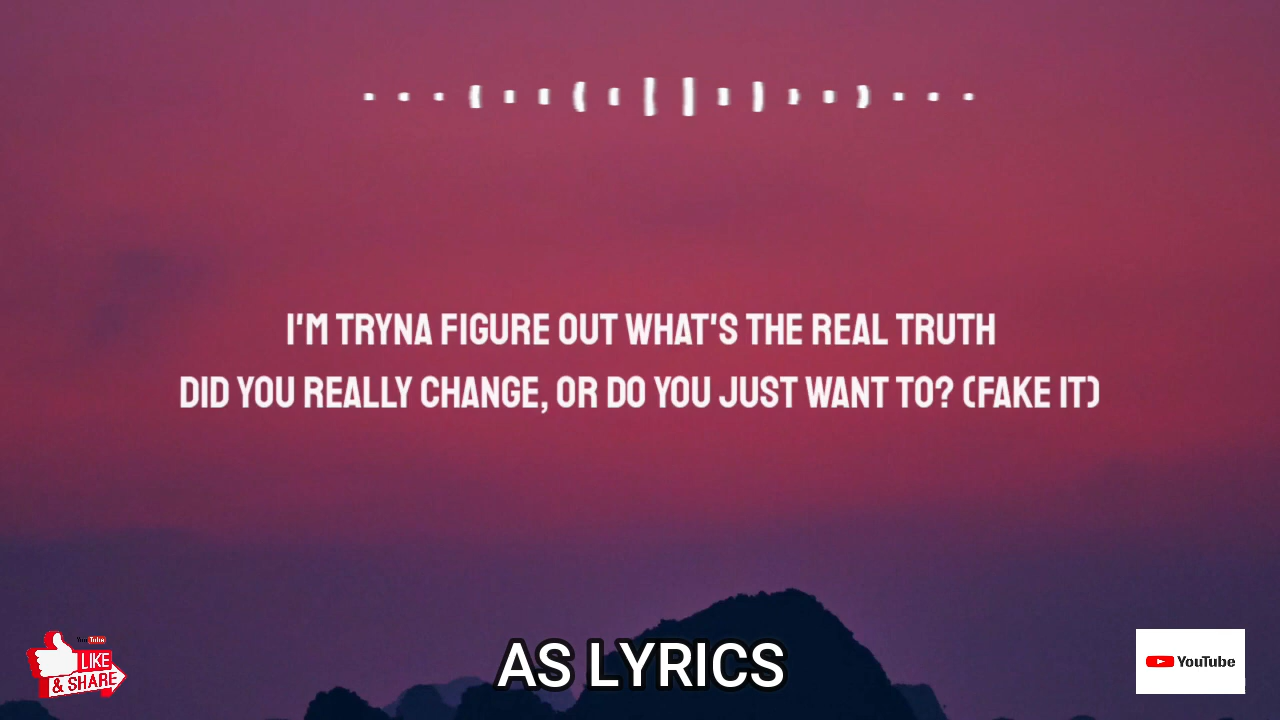 I'M TRYNA FIGURE OUT WHAT'S THE REAL TRUTH
DID YOU REALLY CHANGE, OR DO YOU JUST WANT TO? (FAKE IT)
YouTube
LIKE
& SHARE
AS LYRICS
YouTube